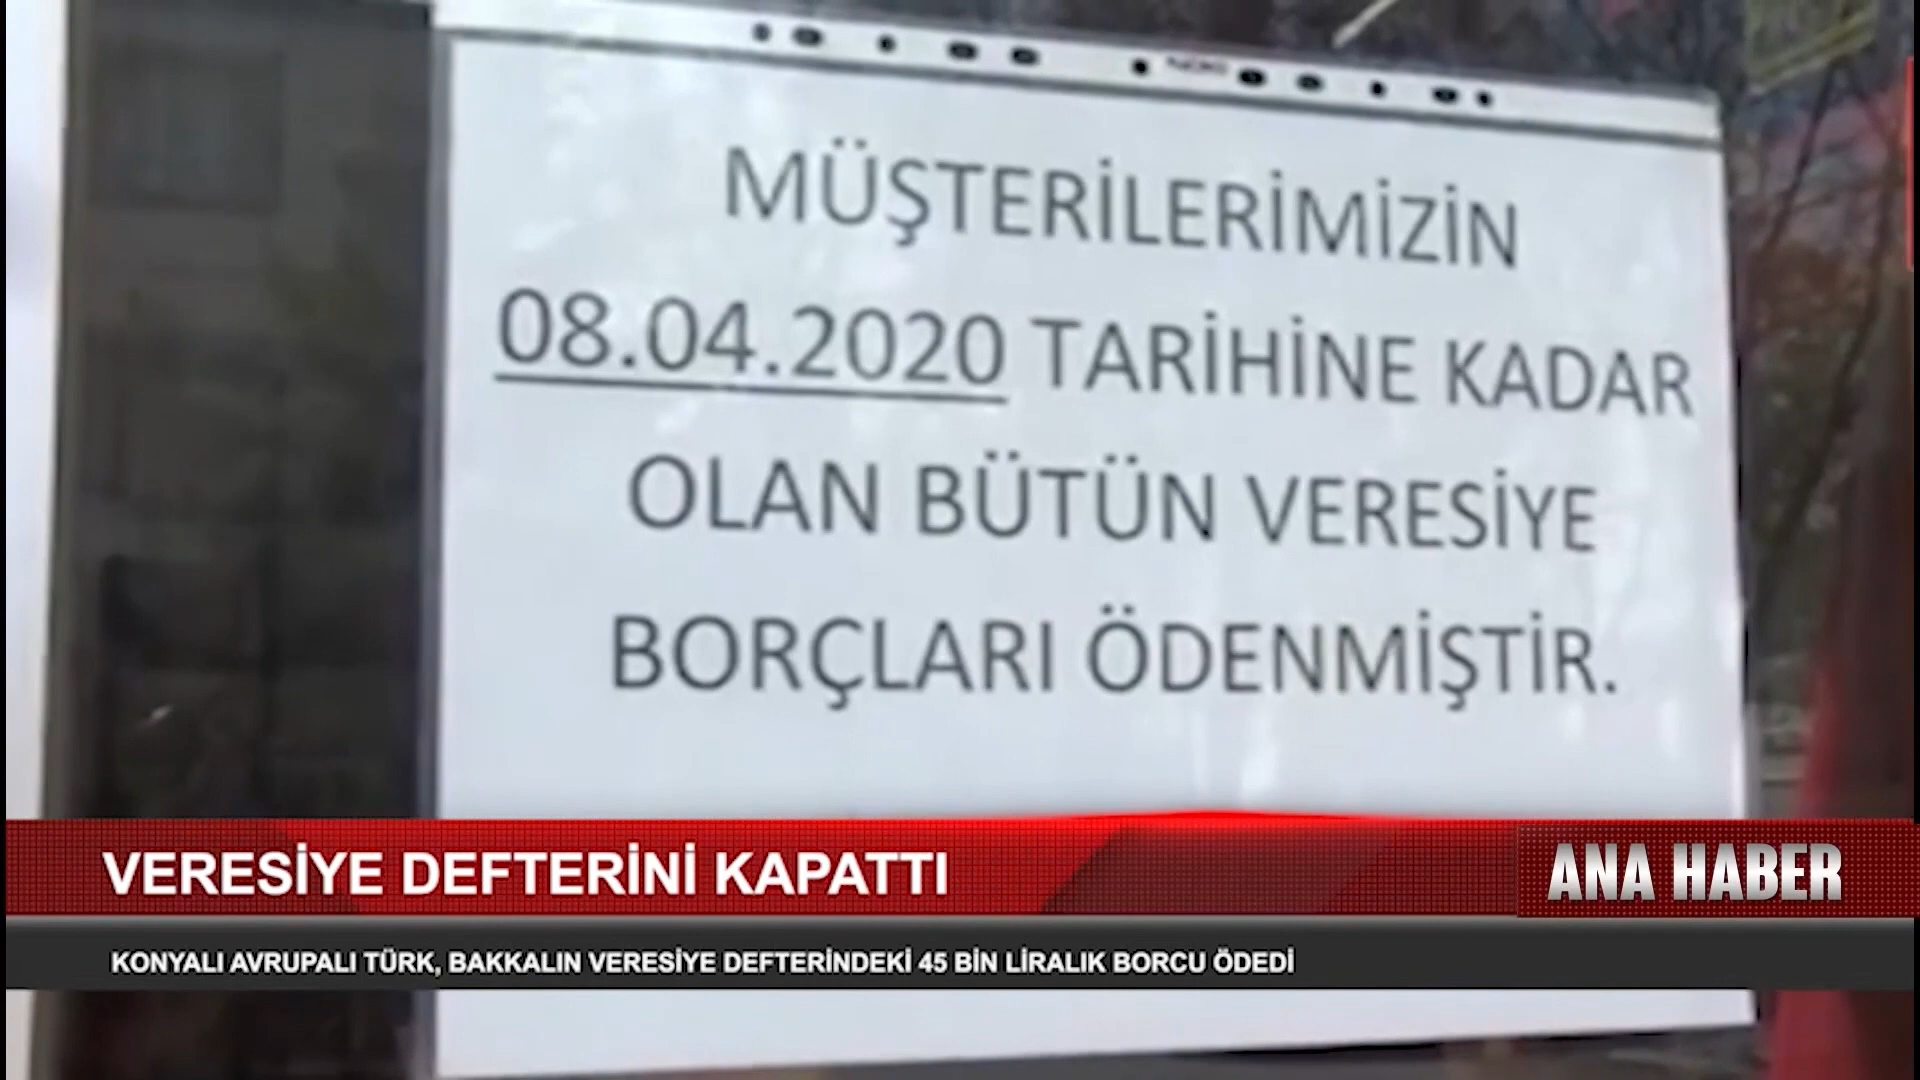 MÜŞTERİLERİMİZİN
08.04.2020 TARİHİNE KADAR
OLAN BÜTÜN VERESİYE
BORÇLARI ÖDENMİŞTİR.
VERESİYE DEFTERİNİ KAPATTI
ANA HABER
KONYALI AVRUPALI TÜRK, BAKKALIN VERESİYE DEFTERİNDEKİ 45 BİN LİRALIK BORCU ÖDEDİ